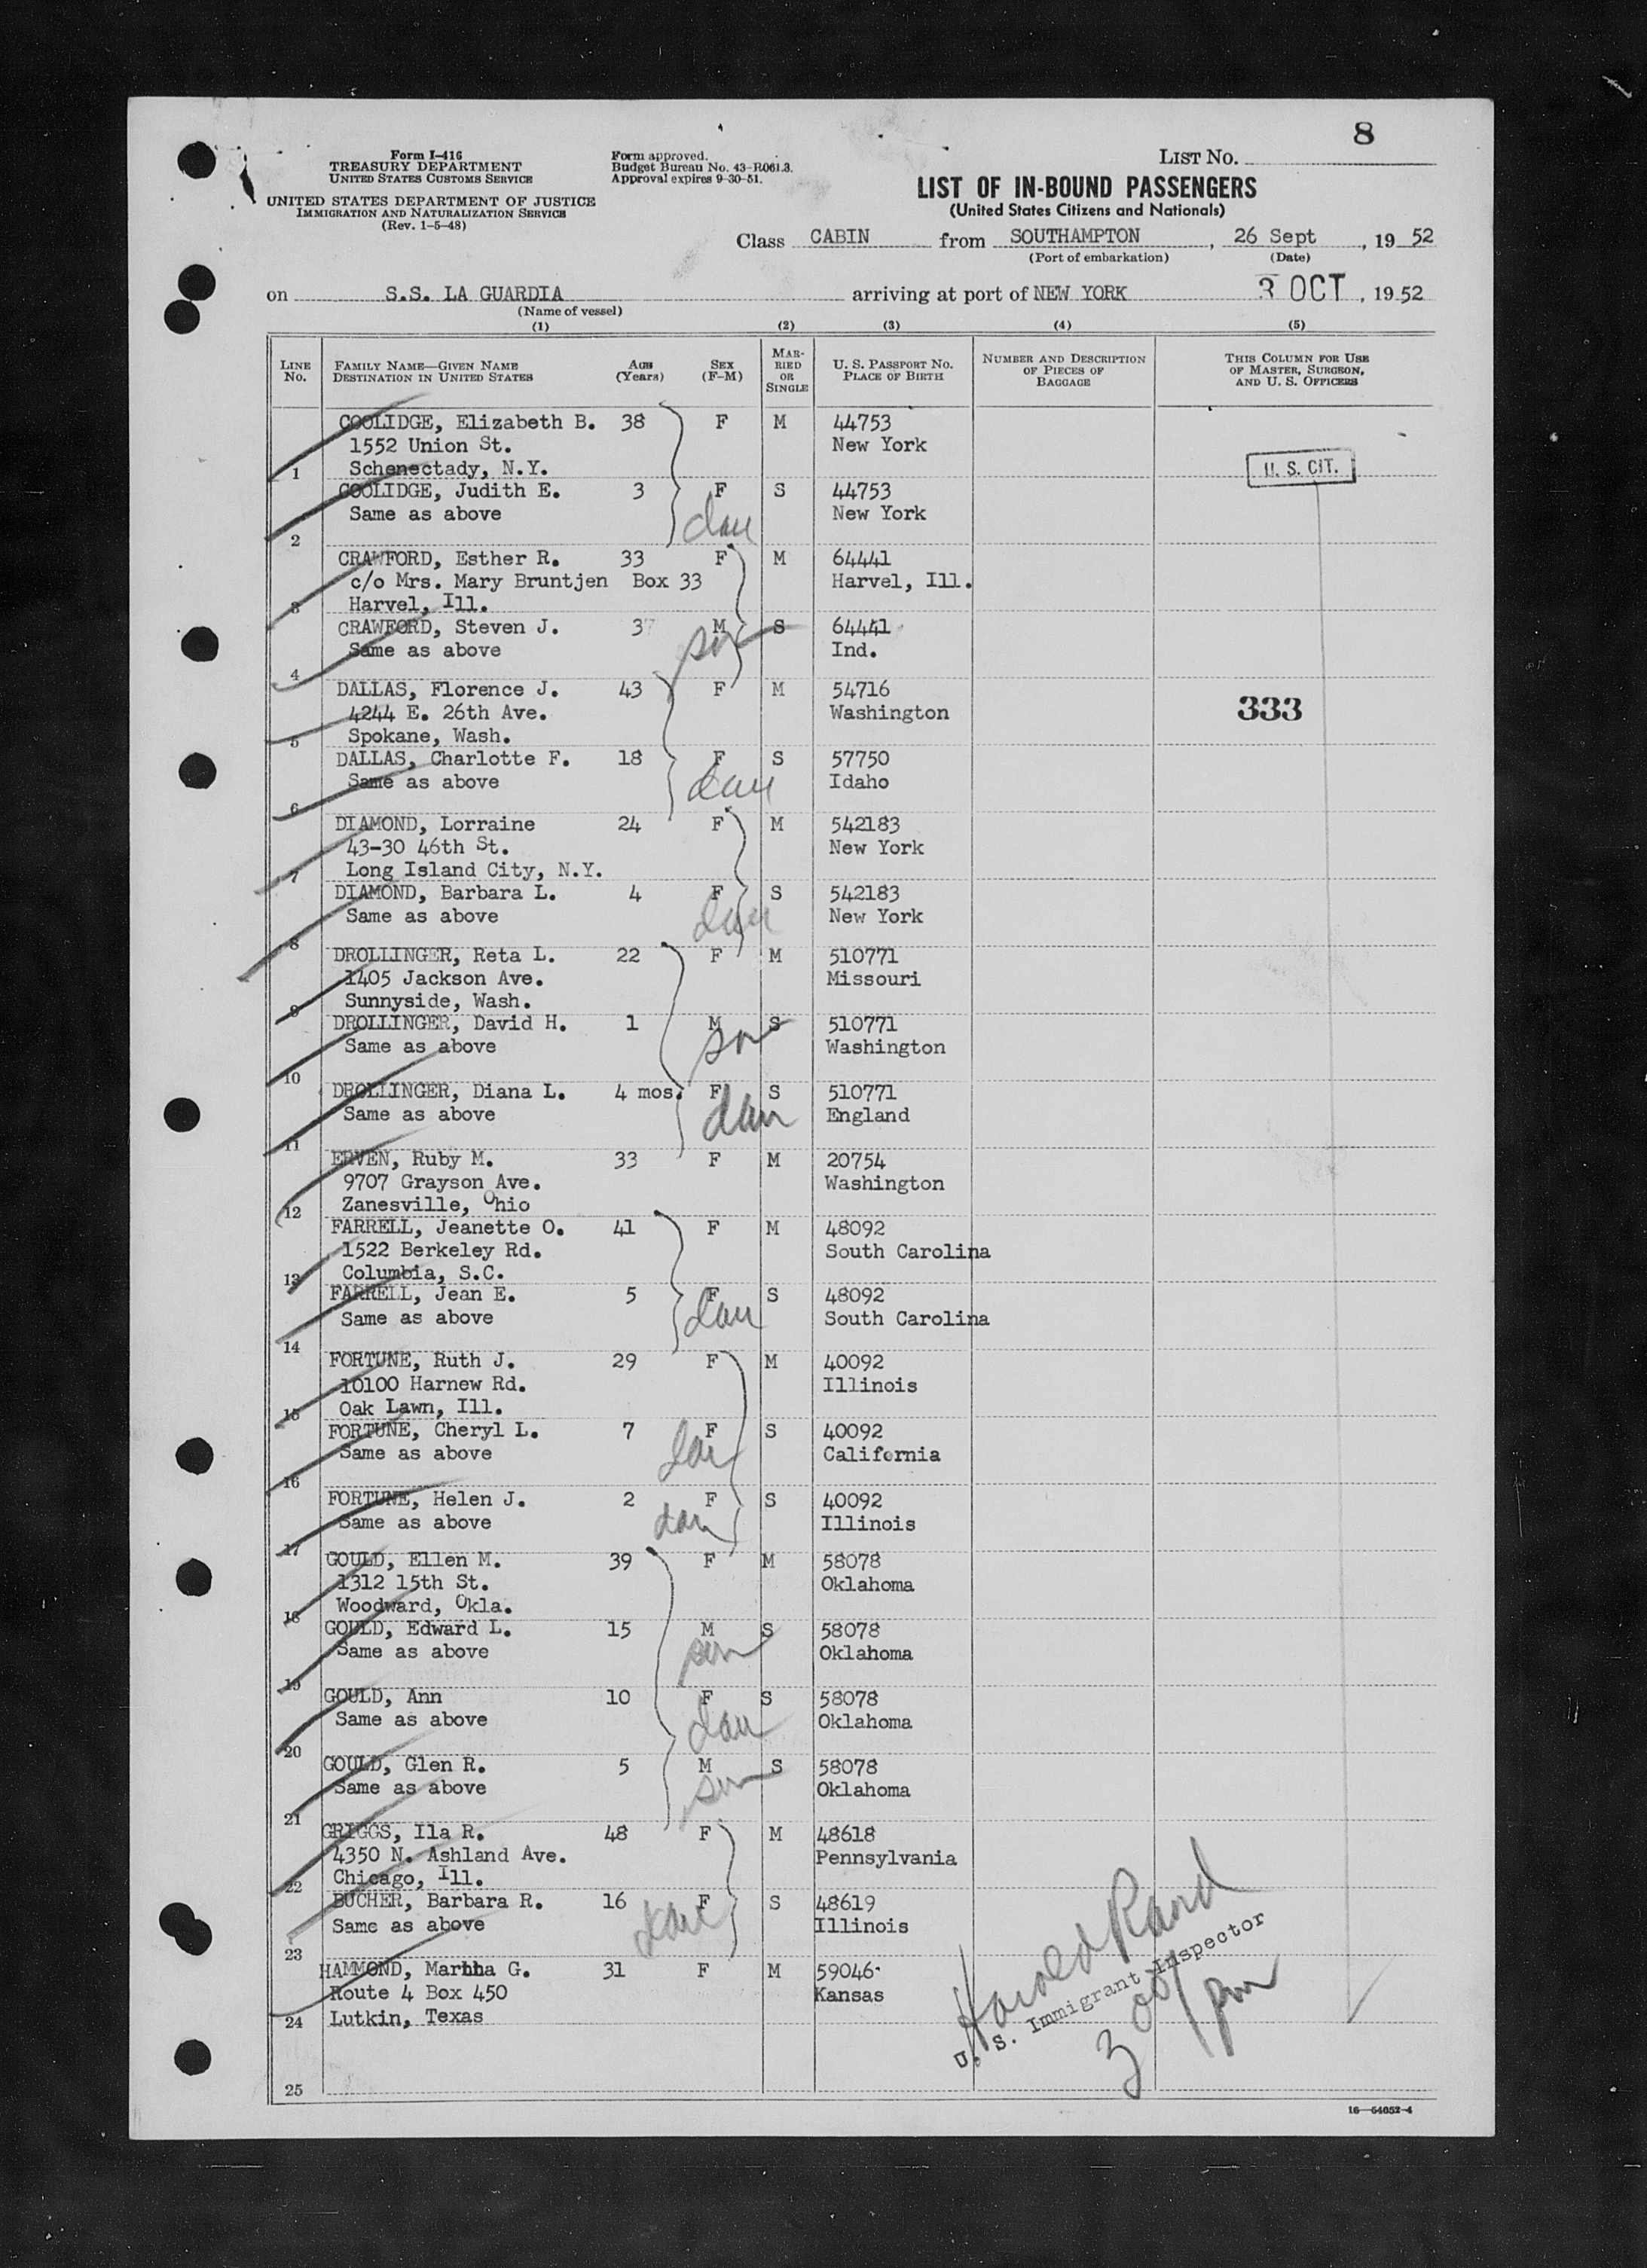 8
Form I-416
TREASURY DEPARTMENT
UNITED STATES CUSTOMS SERVICE
UNITED STATES DEPARTMENT OF JUSTICE
IMMIGRATION AND NATURALIZATION SERVICE
(Rev. 1-5-48)
Form approved.
Budget Bureau No. 43-R061.3.
Approval expires 9-30-51.
LIST No.
LIST OF IN-BOUND PASSENGERS
(United States Citizens and Nationals)
Class CABIN from SOUTHAMPTON, 26 Sept, 19 52
(Port of embarkation) (Date)
on S.S. LA GUARDIA arriving at port of NEW YORK 3 OCT, 19 52
(Name of vessel)
(1) (2) (3) (4) (5)
LINE No. FAMILY NAME—GIVEN NAME DESTINATION IN UNITED STATES AGE (Years) SEX (F-M) MARRIED OR SINGLE U. S. PASSPORT No. PLACE OF BIRTH NUMBER AND DESCRIPTION OF PIECES OF BAGGAGE THIS COLUMN FOR USE OF MASTER, SURGEON, AND U. S. OFFICERS
COOLIDGE, Elizabeth B. 38 F M 44753
1552 Union St. New York
1 Schenectady, N.Y. U. S. CIT.
COOLIDGE, Judith E. 3 F S 44753
Same as above dau New York
2
CRAWFORD, Esther R. 33 F M 64441
c/o Mrs. Mary Bruntjen Box 33 Harvel, Ill.
3 Harvel, Ill.
CRAWFORD, Steven J. 3 M S 64441
Same as above son Ind.
4
DALLAS, Florence J. 43 F M 54716
4244 E. 26th Ave. Washington 333
5 Spokane, Wash.
DALLAS, Charlotte F. 18 F S 57750
Same as above dau Idaho
6
DIAMOND, Lorraine 24 F M 542183
43-30 46th St. New York
7 Long Island City, N.Y.
DIAMOND, Barbara L. 4 F S 542183
Same as above dau New York
8
DROLLINGER, Reta L. 22 F M 510771
1405 Jackson Ave. Missouri
9 Sunnyside, Wash.
DROLLINGER, David H. 1 M S 510771
Same as above son Washington
10
DROLLINGER, Diana L. 4 mos. F S 510771
Same as above dau England
11
ERVEN, Ruby M. 33 F M 20754
9707 Grayson Ave. Washington
12 Zanesville, Ohio
FARRELL, Jeanette O. 41 F M 48092
1522 Berkeley Rd. South Carolina
13 Columbia, S.C.
FARRELL, Jean E. 5 F S 48092
Same as above dau South Carolina
14
FORTUNE, Ruth J. 29 F M 40092
10100 Harnew Rd. Illinois
15 Oak Lawn, Ill.
FORTUNE, Cheryl L. 7 F S 40092
Same as above dau California
16
FORTUNE, Helen J. 2 F S 40092
Same as above dau Illinois
17
GOULD, Ellen M. 39 F M 58078
1312 15th St. Oklahoma
18 Woodward, Okla.
GOULD, Edward L. 15 M S 58078
Same as above son Oklahoma
19
GOULD, Ann 10 F S 58078
Same as above dau Oklahoma
20
GOULD, Glen R. 5 M S 58078
Same as above son Oklahoma
21
GRIGGS, Ila R. 48 F M 48618
4350 N. Ashland Ave. Pennsylvania
22 Chicago, Ill.
BUCHER, Barbara R. 16 F S 48619
Same as above dau Illinois
23
HAMMOND, Martha G. 31 F M 59046
Route 4 Box 450 Kansas
24 Lutkin, Texas
Harold Rand
U. S. Immigrant Inspector
3 00/pm
25
16—54052-4